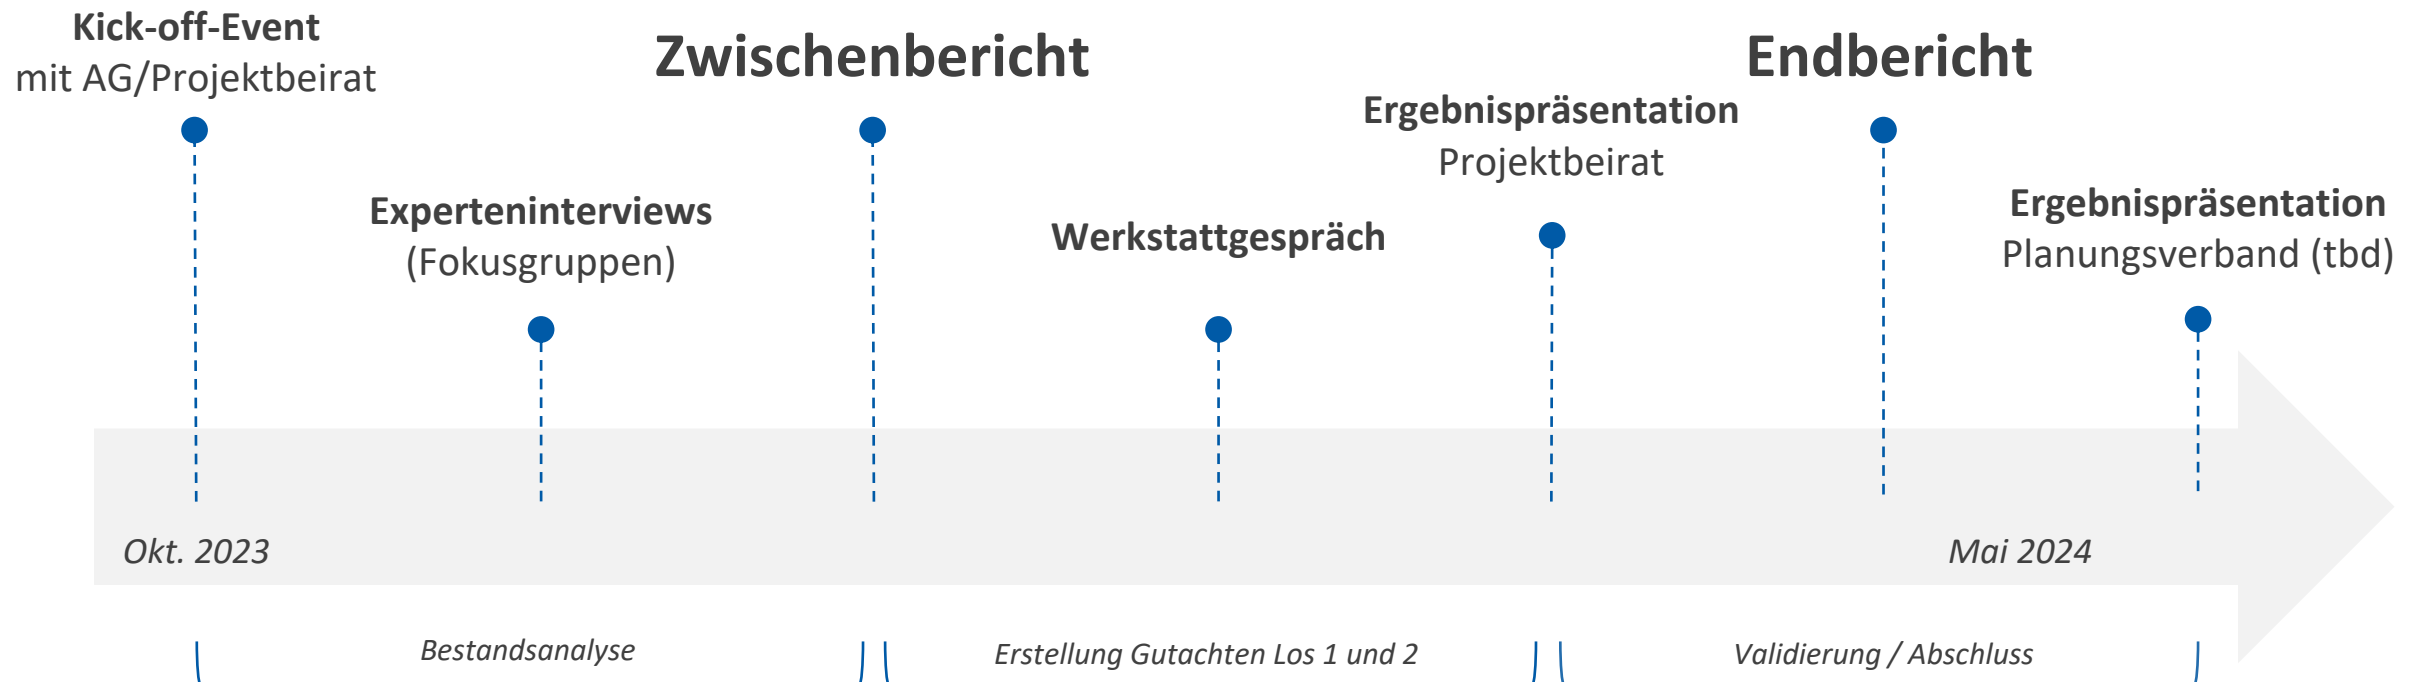 Kick-off-Event
mit AG/Projektbeirat
Experteninterviews
(Fokusgruppen)
Zwischenbericht
Werkstattgespräch
Ergebnispräsentation
Projektbeirat
Endbericht
Ergebnispräsentation
Planungsverband (tbd)
Okt. 2023
Mai 2024
Bestandsanalyse
Erstellung Gutachten Los 1 und 2
Validierung / Abschluss